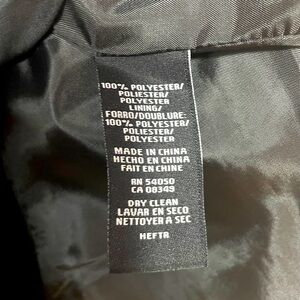 100% POLYESTER/
POLIESTER/
POLYESTER
LINING/
FORRO/DOUBLURE:
100% POLYESTER/
POLIESTER/
POLYESTER
MADE IN CHINA
HECHO EN CHINA
FAIT EN CHINE
RN 54050
CA 08349
DRY CLEAN
LAVAR EN SECO
NETTOYER A SEC
HEFTR